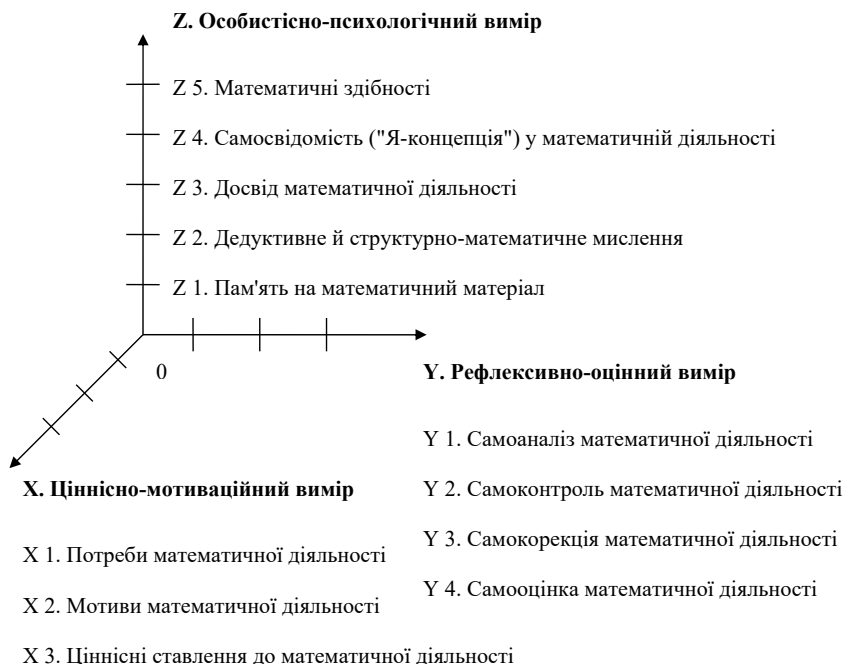 Z. Особистісно-психологічний вимір
Z 5. Математичні здібності
Z 4. Самосвідомість ("Я-концепція") у математичній діяльності
Z 3. Досвід математичної діяльності
Z 2. Дедуктивне й структурно-математичне мислення
Z 1. Пам'ять на математичний матеріал
0
Y. Рефлексивно-оцінний вимір
Y 1. Самоаналіз математичної діяльності
Y 2. Самоконтроль математичної діяльності
Y 3. Самокорекція математичної діяльності
Y 4. Самооцінка математичної діяльності
X. Ціннісно-мотиваційний вимір
X 1. Потреби математичної діяльності
X 2. Мотиви математичної діяльності
X 3. Ціннісні ставлення до математичної діяльності